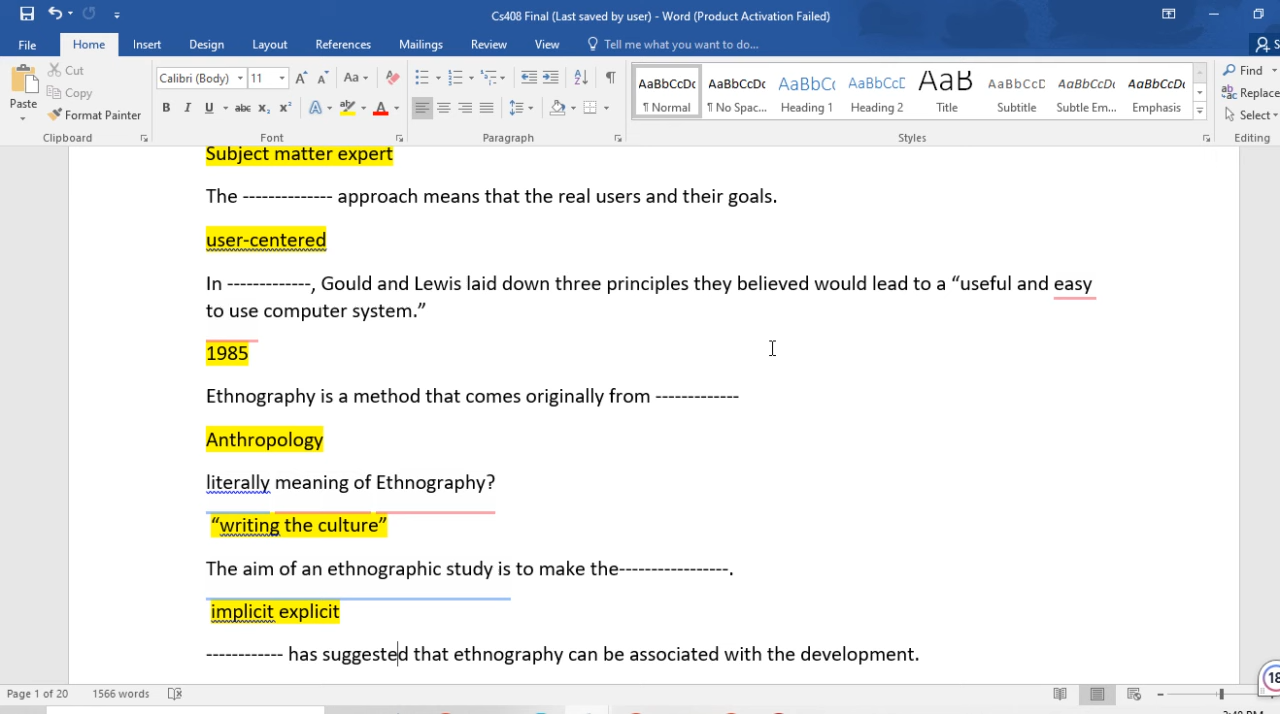 Cs408 Final (Last saved by user) - Word (Product Activation Failed)
File Home Insert Design Layout References Mailings Review View Tell me what you want to do...
Paste
Cut
Copy
Format Painter
Clipboard
Calibri (Body) 11
Font
Paragraph
AaBbCcDc AaBbCcDc AaBbCc AaBbCcC AaB AaBbCcD AaBbCcDc AaBbCcDc
¶ Normal ¶ No Spac... Heading 1 Heading 2 Title Subtitle Subtle Em... Emphasis
Styles
Find
Replace
Select
Editing
Subject matter expert
The -------------- approach means that the real users and their goals.
user-centered
In -------------, Gould and Lewis laid down three principles they believed would lead to a “useful and easy
to use computer system.”
1985
Ethnography is a method that comes originally from -------------
Anthropology
literally meaning of Ethnography?
“writing the culture”
The aim of an ethnographic study is to make the-----------------.
implicit explicit
------------ has suggested that ethnography can be associated with the development.
Page 1 of 20 1566 words
18